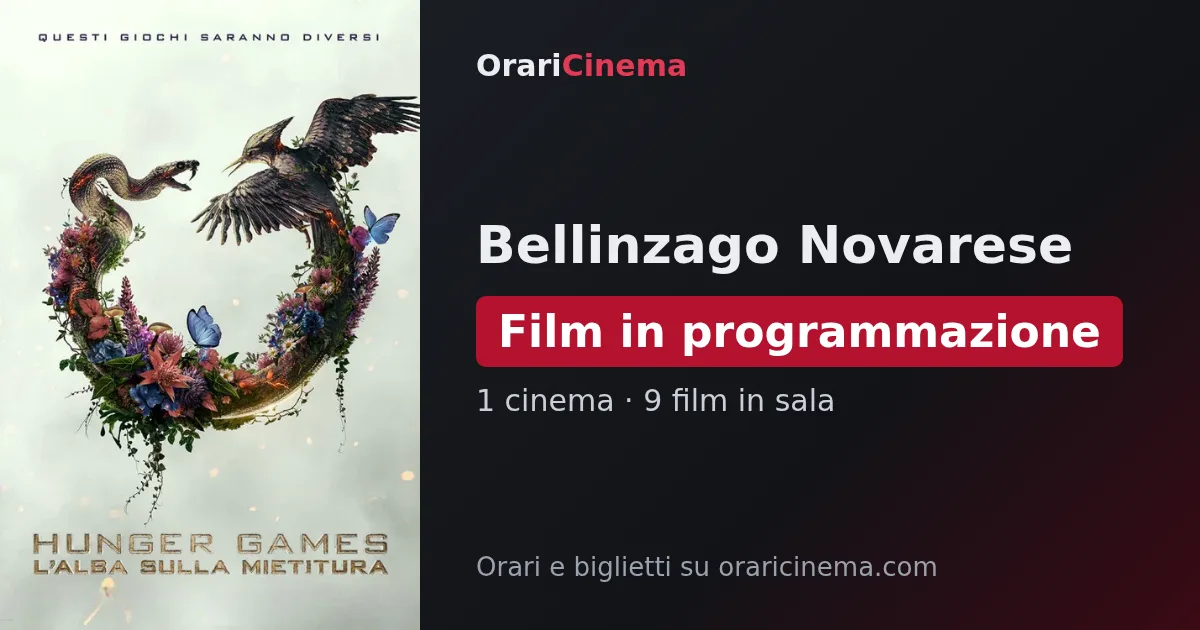 QUESTI GIOCHI SARANNO DIVERSI
HUNGER GAMES
L'ALBA SULLA MIETITURA
OrariCinema
Bellinzago Novarese
Film in programmazione
1 cinema · 9 film in sala
Orari e biglietti su oraricinema.com